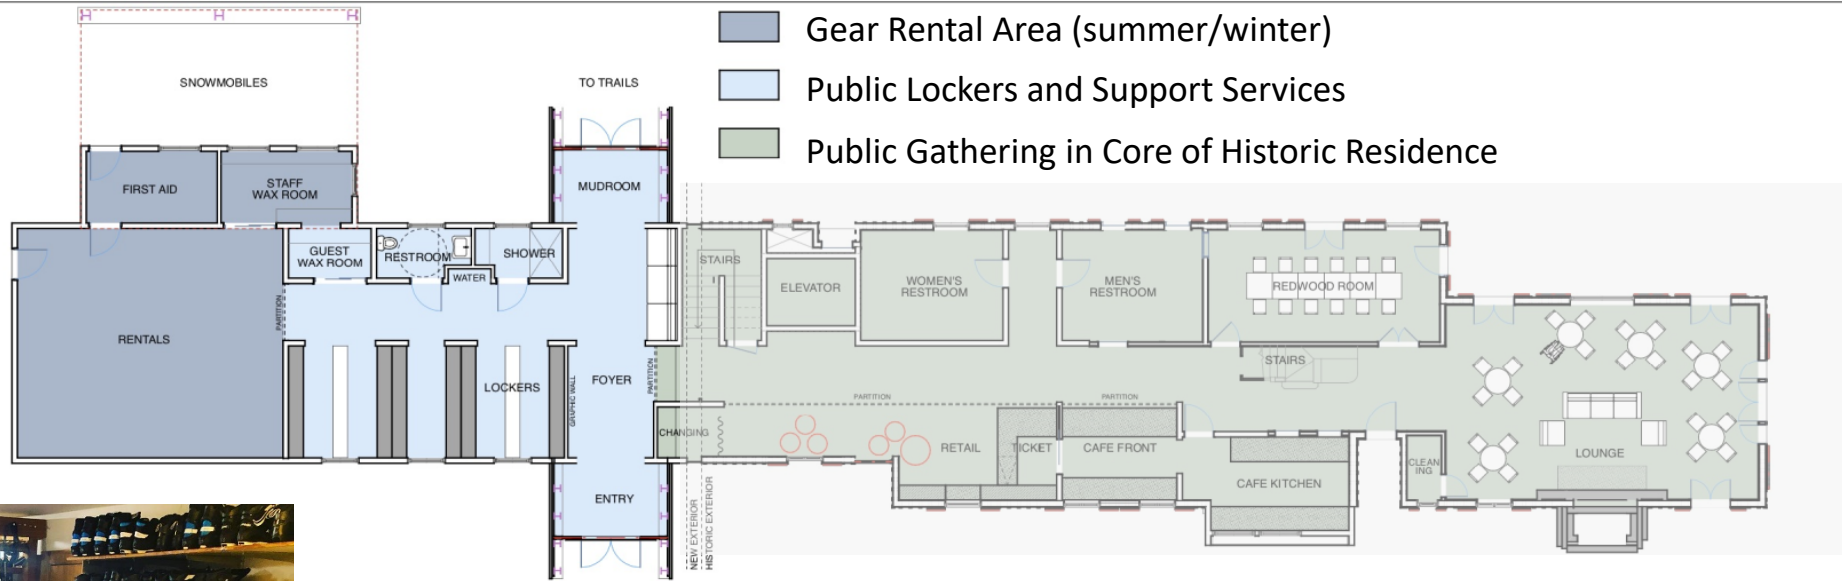 Gear Rental Area (summer/winter)
Public Lockers and Support Services
Public Gathering in Core of Historic Residence
SNOWMOBILES
TO TRAILS
FIRST AID
STAFF
WAX ROOM
MUDROOM
GUEST
WAX ROOM
RESTROOM
WATER
SHOWER
STAIRS
ELEVATOR
WOMEN'S
RESTROOM
MEN'S
RESTROOM
REDWOOD ROOM
PARTITION
RENTALS
LOCKERS
GRAPHIC WALL
FOYER
PARTITION
STAIRS
PARTITION
PARTITION
CHANGING
RETAIL
TICKET
CAFE FRONT
CAFE KITCHEN
CLEAN
ING
LOUNGE
ENTRY
NEW EXTERIOR
HISTORIC EXTERIOR